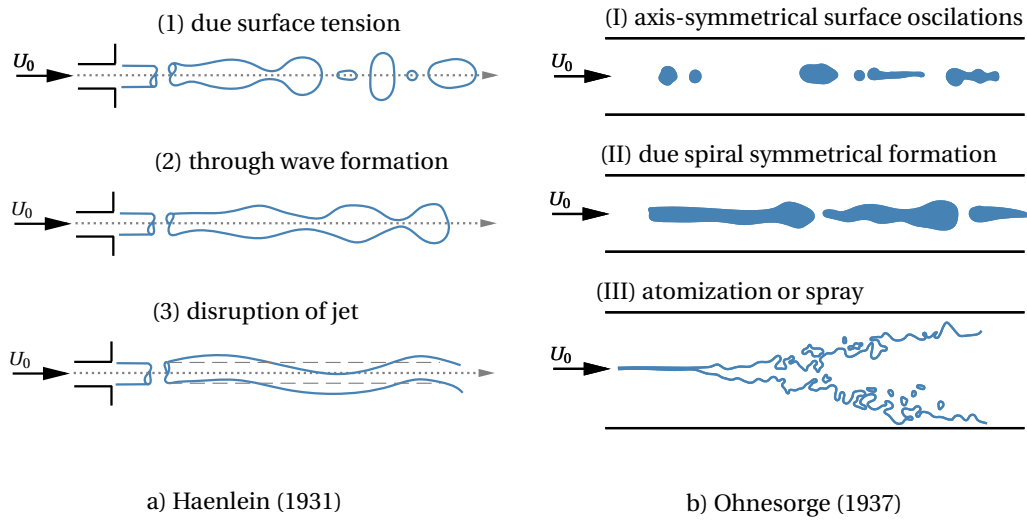 (1) due surface tension
U₀
(2) through wave formation
U₀
(3) disruption of jet
U₀
a) Haenlein (1931)
(I) axis-symmetrical surface oscilations
U₀
(II) due spiral symmetrical formation
U₀
(III) atomization or spray
U₀
b) Ohnesorge (1937)